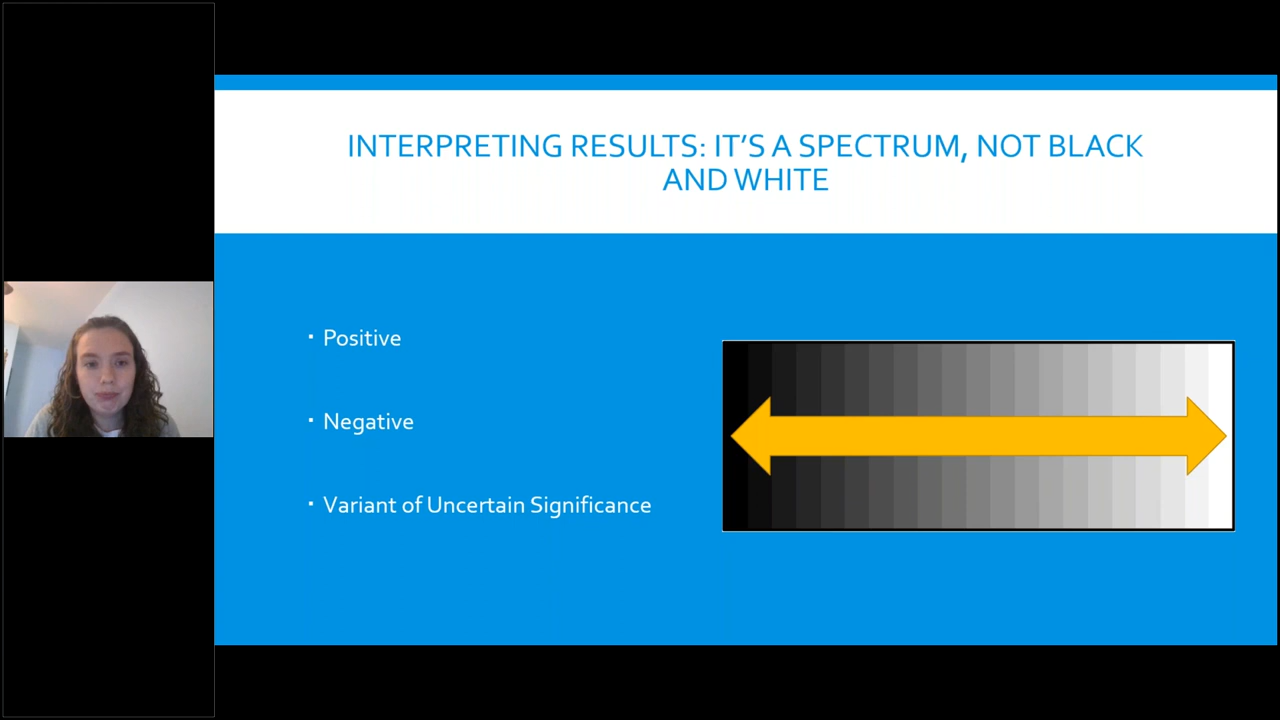 INTERPRETING RESULTS: IT’S A SPECTRUM, NOT BLACK
AND WHITE
▪ Positive
▪ Negative
▪ Variant of Uncertain Significance